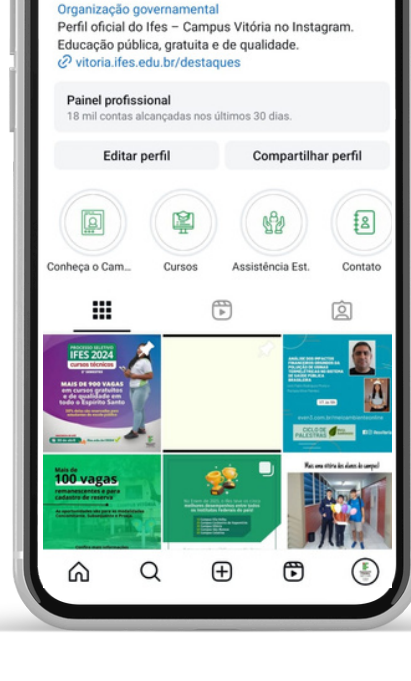 Organização governamental
Perfil oficial do Ifes – Campus Vitória no Instagram.
Educação pública, gratuita e de qualidade.
vitoria.ifes.edu.br/destaques
Painel profissional
18 mil contas alcançadas nos últimos 30 dias.
Editar perfil
Compartilhar perfil
Conheça o Cam...
Cursos
Assistência Est.
Contato
PROCESSO SELETIVO
IFES 2024
cursos técnicos
MAIS DE 900 VAGAS
em cursos gratuitos
e de qualidade em
todo o Espírito Santo
CICLO DE
PALESTRAS
Mais de
100 vagas
remanescentes e para
cadastro de reserva
Mais uma vitória dos alunos do campus!